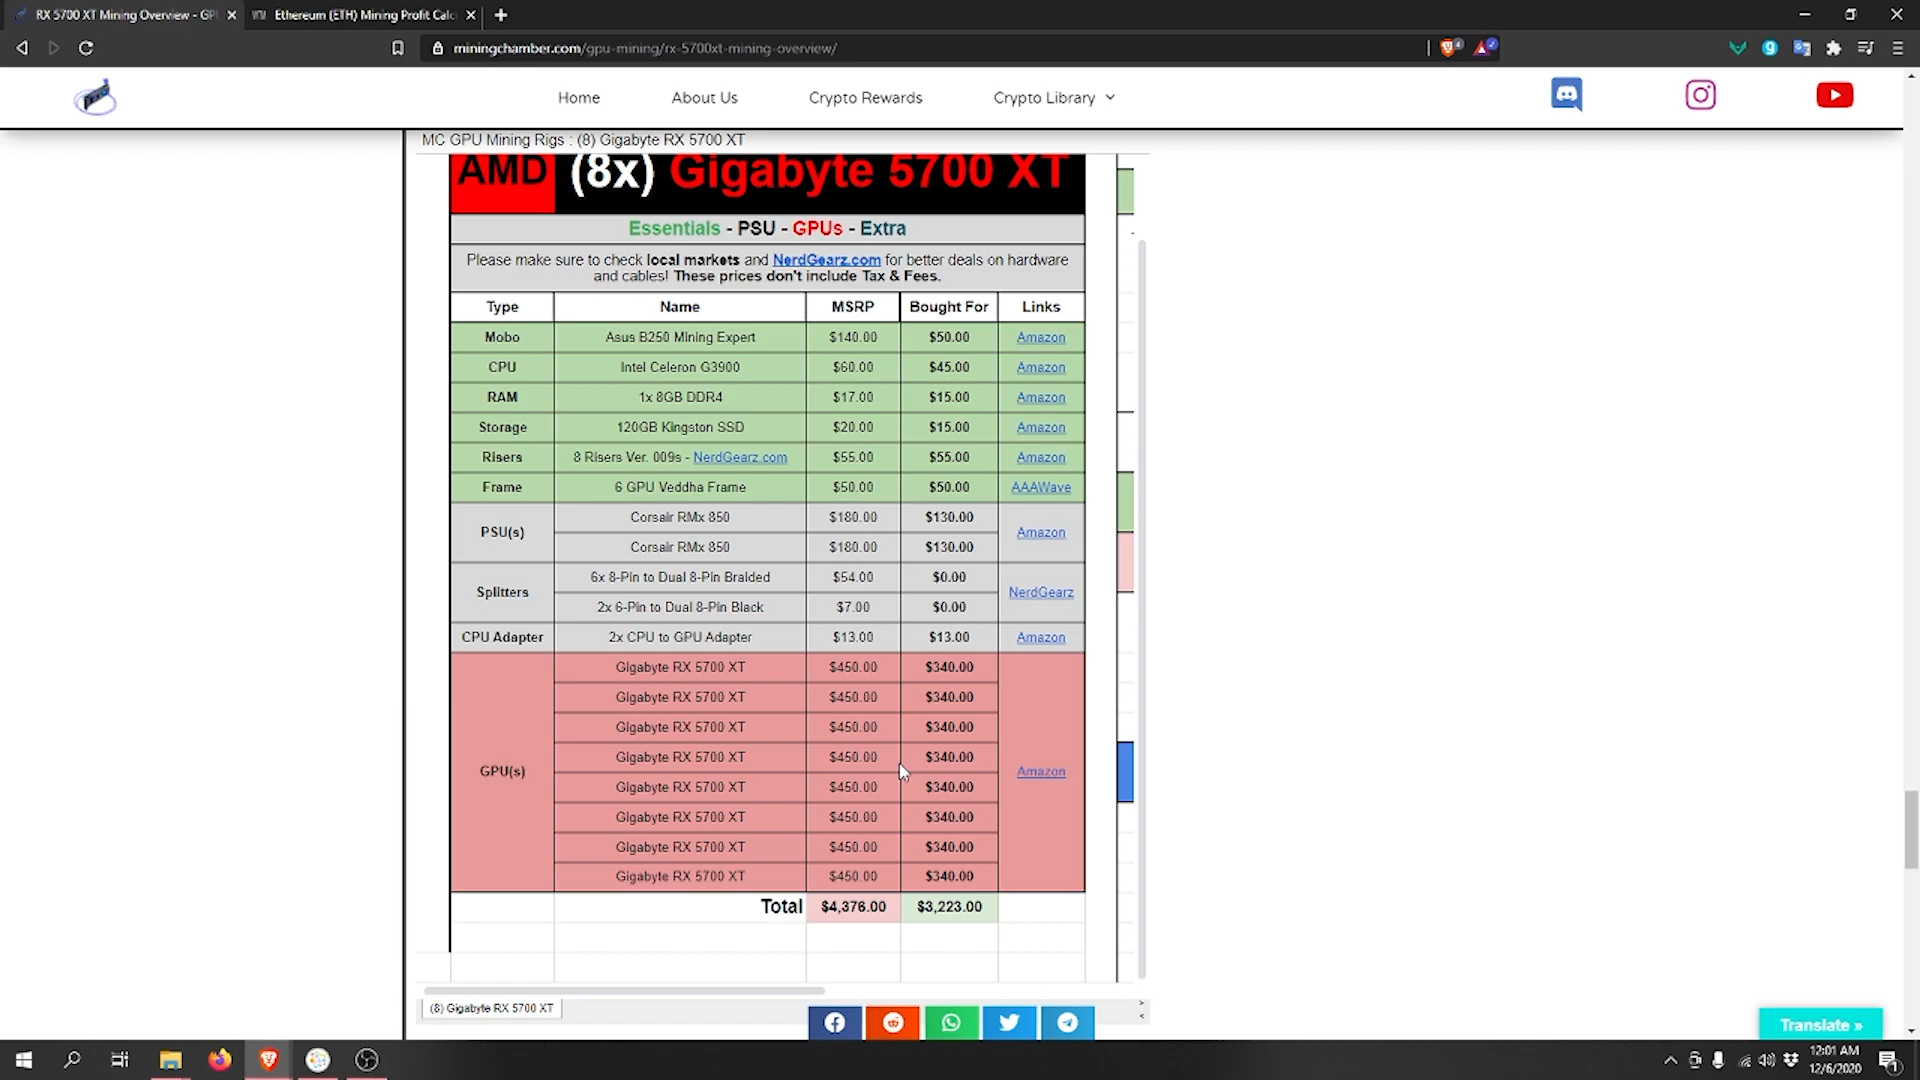 RX 5700 XT Mining Overview - GPU
Ethereum (ETH) Mining Profit Calc
miningchamber.com/gpu-mining/rx-5700xt-mining-overview/
Home About Us Crypto Rewards Crypto Library
MC GPU Mining Rigs : (8) Gigabyte RX 5700 XT
AMD (8x) Gigabyte 5700 XT
Essentials - PSU - GPUs - Extra
Please make sure to check local markets and NerdGearz.com for better deals on hardware
and cables! These prices don't include Tax & Fees.
Type Name MSRP Bought For Links
Mobo Asus B250 Mining Expert $140.00 $50.00 Amazon
CPU Intel Celeron G3900 $60.00 $45.00 Amazon
RAM 1x 8GB DDR4 $17.00 $15.00 Amazon
Storage 120GB Kingston SSD $20.00 $15.00 Amazon
Risers 8 Risers Ver. 009s - NerdGearz.com $55.00 $55.00 Amazon
Frame 6 GPU Veddha Frame $50.00 $50.00 AAAWave
PSU(s) Corsair RMx 850 $180.00 $130.00 Amazon
Corsair RMx 850 $180.00 $130.00
Splitters 6x 8-Pin to Dual 8-Pin Braided $54.00 $0.00 NerdGearz
2x 6-Pin to Dual 8-Pin Black $7.00 $0.00
CPU Adapter 2x CPU to GPU Adapter $13.00 $13.00 Amazon
Gigabyte RX 5700 XT $450.00 $340.00
Gigabyte RX 5700 XT $450.00 $340.00
Gigabyte RX 5700 XT $450.00 $340.00
GPU(s) Gigabyte RX 5700 XT $450.00 $340.00 Amazon
Gigabyte RX 5700 XT $450.00 $340.00
Gigabyte RX 5700 XT $450.00 $340.00
Gigabyte RX 5700 XT $450.00 $340.00
Gigabyte RX 5700 XT $450.00 $340.00
Total $4,376.00 $3,223.00
(8) Gigabyte RX 5700 XT
Translate »
12:01 AM
12/6/2020